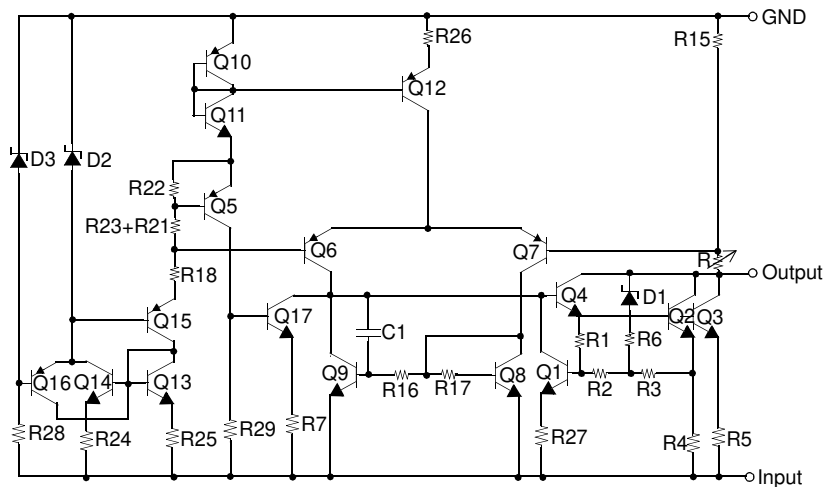 GND
R26
R15
Q10
Q12
Q11
D3
D2
R22
Q5
R23+R21
Q6
Q7
R
R18
Output
Q4
D1
Q15
Q17
C1
R1
R6
Q2
Q3
Q16
Q14
Q13
Q9
R16
R17
Q8
Q1
R2
R3
R28
R24
R25
R29
R7
R27
R4
R5
Input